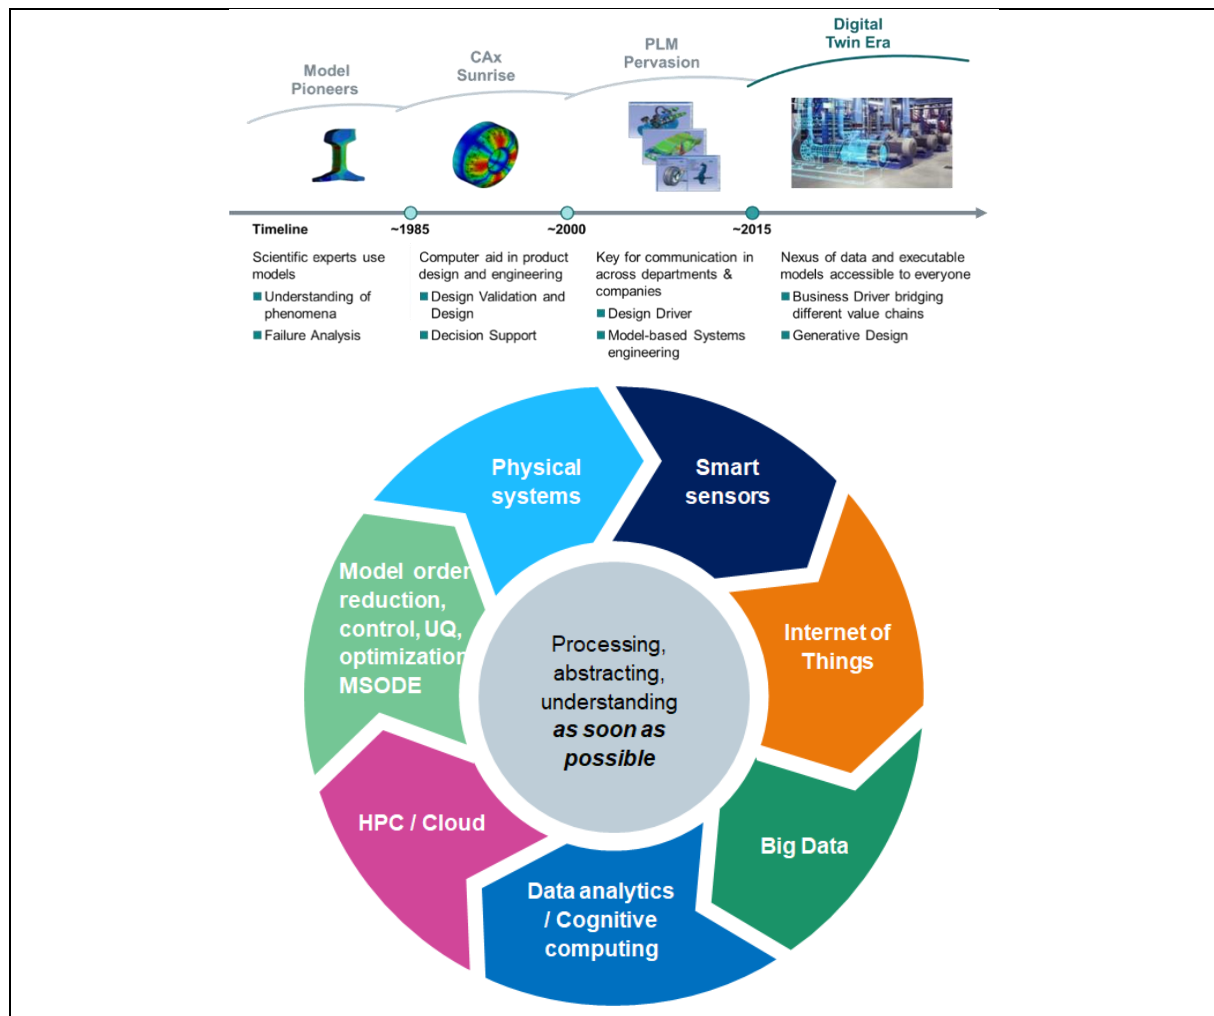 Model
Pioneers
CAx
Sunrise
PLM
Pervasion
Digital
Twin Era
Timeline
~1985
~2000
~2015
Scientific experts use
models
Understanding of
phenomena
Failure Analysis
Computer aid in product
design and engineering
Design Validation and
Design
Decision Support
Key for communication in
across departments &
companies
Design Driver
Model-based Systems
engineering
Nexus of data and executable
models accessible to everyone
Business Driver bridging
different value chains
Generative Design
Physical
systems
Smart
sensors
Internet of
Things
Big Data
Data analytics
/ Cognitive
computing
HPC / Cloud
Model order
reduction,
control, UQ,
optimization
MSODE
Processing,
abstracting,
understanding
as soon as
possible